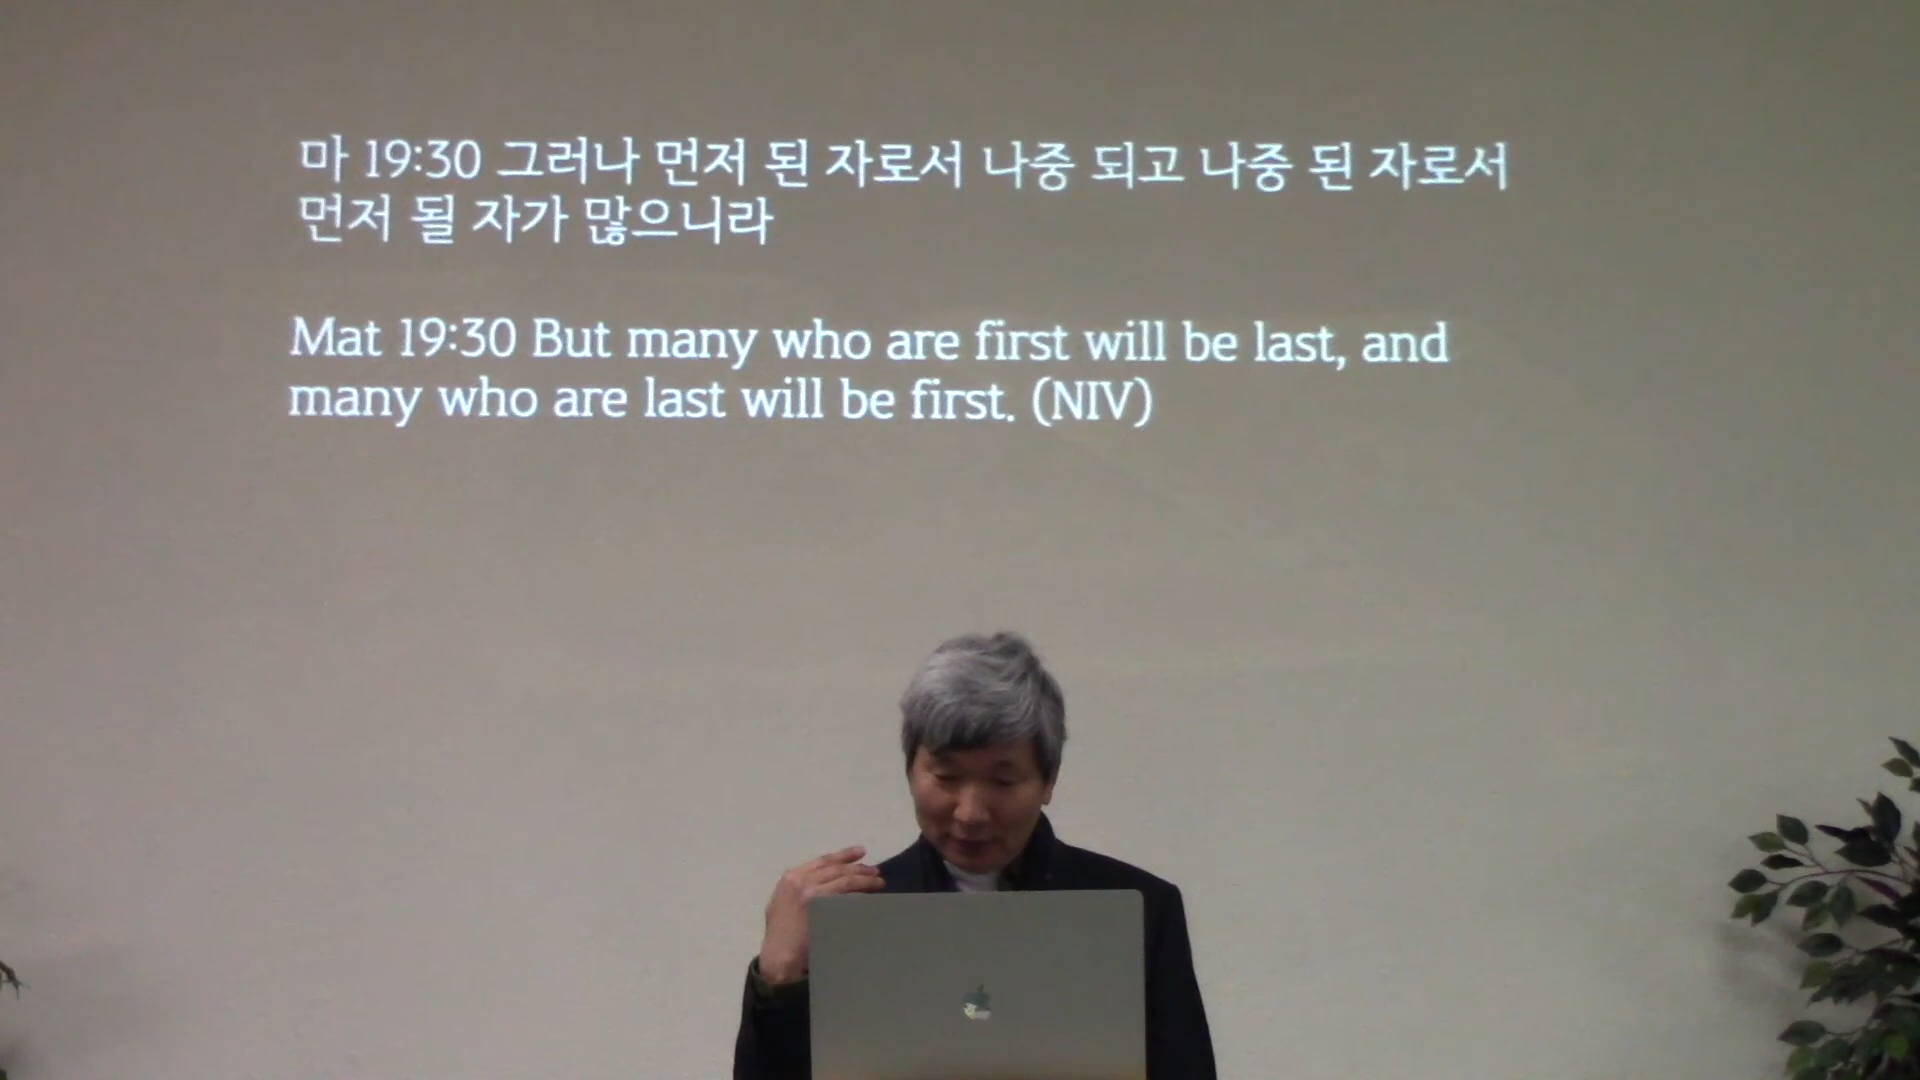 마 19:30 그러나 먼저 된 자로서 나중 되고 나중 된 자로서
먼저 될 자가 많으니라
Mat 19:30 But many who are first will be last, and
many who are last will be first. (NIV)